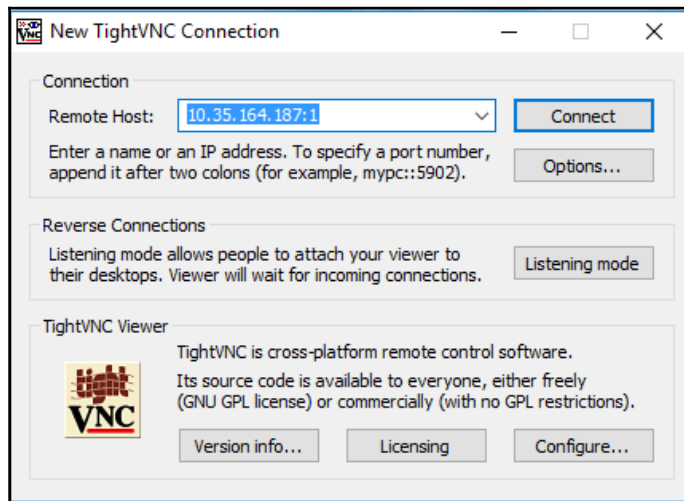 New TightVNC Connection
Connection
Remote Host:
10.35.164.187:1
Connect
Enter a name or an IP address. To specify a port number,
append it after two colons (for example, mypc::5902).
Options...
Reverse Connections
Listening mode allows people to attach your viewer to
their desktops. Viewer will wait for incoming connections.
Listening mode
TightVNC Viewer
TightVNC is cross-platform remote control software.
Its source code is available to everyone, either freely
(GNU GPL license) or commercially (with no GPL restrictions).
tight
VNC
Version info...
Licensing
Configure...